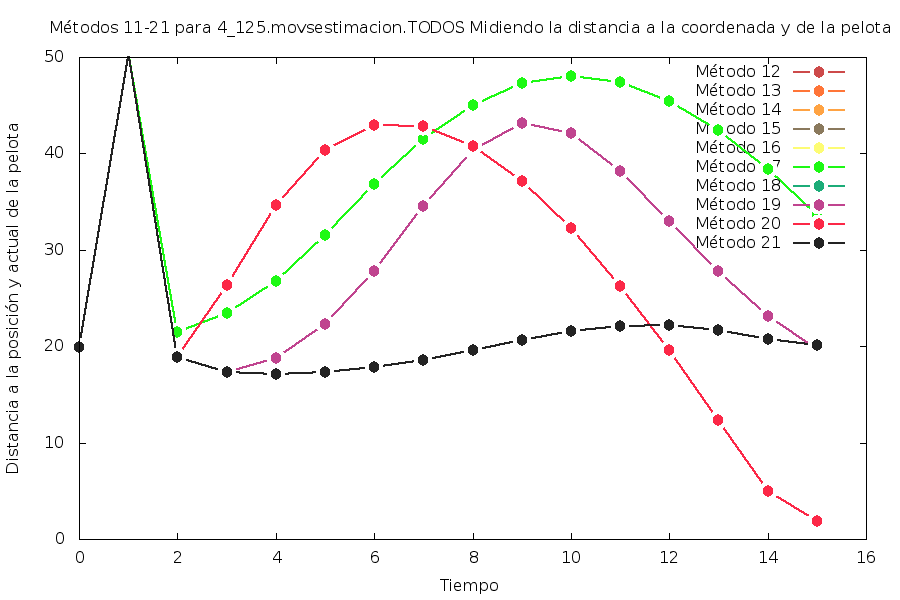 Métodos 11-21 para 4_125.movsestimacion.TODOS Midiendo la distancia a la coordenada y de la pelota
Distancia a la posición y actual de la pelota
50
40
30
20
10
0
0 2 4 6 8 10 12 14 16
Tiempo
Método 12
Método 13
Método 14
Método 15
Método 16
Método 18
Método 19
Método 20
Método 21